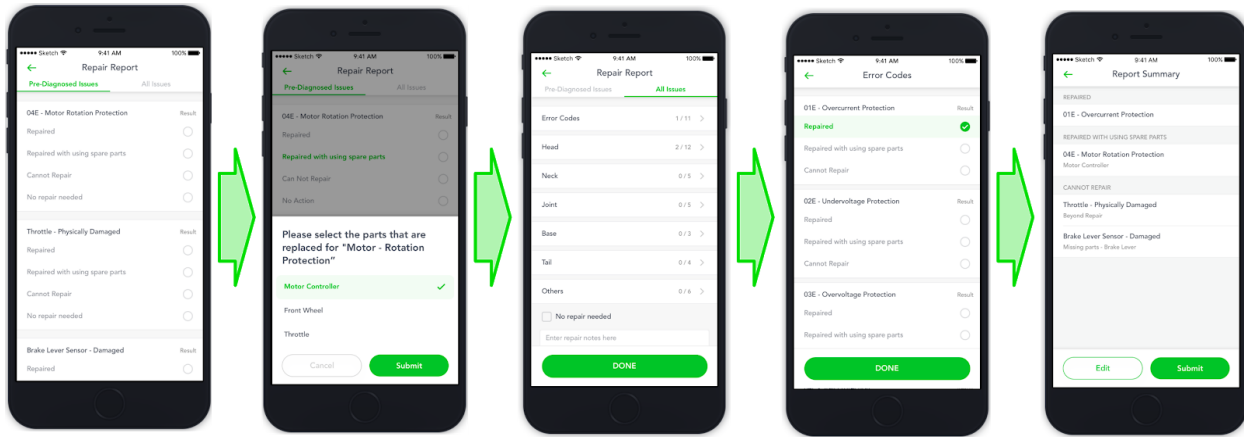 ●●●●● Sketch 9:41 AM 100%
Repair Report
Pre-Diagnosed Issues All Issues
04E - Motor Rotation Protection Result
Repaired
Repaired with using spare parts
Cannot Repair
No repair needed
Throttle - Physically Damaged Result
Repaired
Repaired with using spare parts
Cannot Repair
No repair needed
Brake Lever Sensor - Damaged Result
Repaired
●●●●● Sketch 9:41 AM 100%
Repair Report
Pre-Diagnosed Issues All Issues
04E - Motor Rotation Protection Result
Repaired
Repaired with using spare parts
Can Not Repair
No Action
Please select the parts that are
replaced for "Motor - Rotation
Protection"
Motor Controller
Front Wheel
Throttle
Cancel Submit
●●●●● Sketch 9:41 AM 100%
Repair Report
Pre-Diagnosed Issues All Issues
Error Codes 1 / 11
Head 2 / 12
Neck 0 / 5
Joint 0 / 5
Base 0 / 3
Tail 0 / 4
Others 0 / 6
No repair needed
Enter repair notes here
DONE
●●●●● Sketch 9:41 AM 100%
Error Codes
01E - Overcurrent Protection Result
Repaired
Repaired with using spare parts
Cannot Repair
02E - Undervoltage Protection Result
Repaired
Repaired with using spare parts
Cannot Repair
03E - Overvoltage Protection Result
Repaired
Repaired with using spare parts
DONE
●●●●● Sketch 9:41 AM 100%
Report Summary
REPAIRED
01E - Overcurrent Protection
REPAIRED WITH USING SPARE PARTS
04E - Motor Rotation Protection
Motor Controller
CANNOT REPAIR
Throttle - Physically Damaged
Beyond Repair
Brake Lever Sensor - Damaged
Missing parts - Brake Lever
Edit Submit